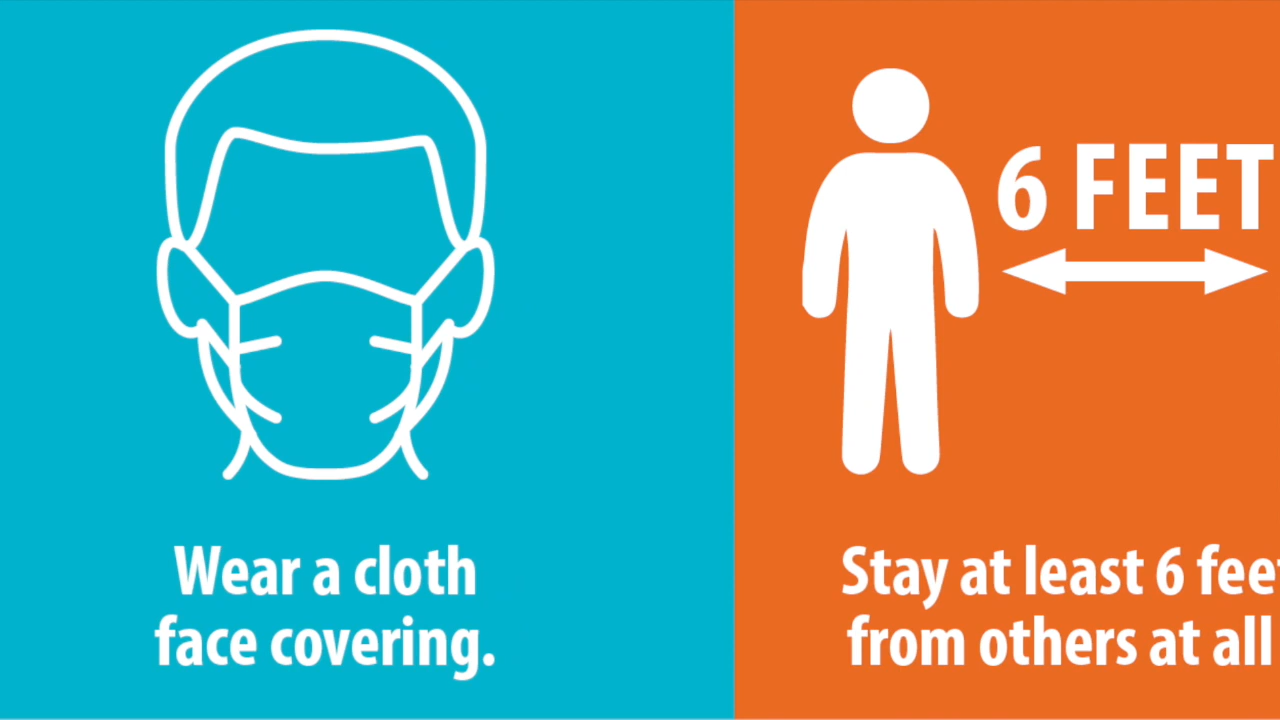 Wear a cloth
face covering.
6 FEET
Stay at least 6 feet
from others at all